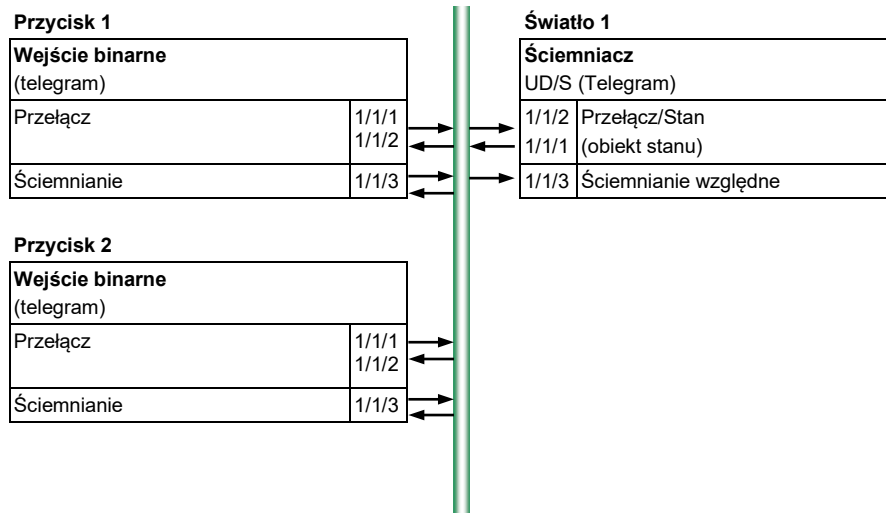 Przycisk 1
Wejście binarne
(telegram)
Przełącz 1/1/1
1/1/2
Ściemnianie 1/1/3
Światło 1
Ściemniacz
UD/S (Telegram)
1/1/2 Przełącz/Stan
1/1/1 (obiekt stanu)
1/1/3 Ściemnianie względne
Przycisk 2
Wejście binarne
(telegram)
Przełącz 1/1/1
1/1/2
Ściemnianie 1/1/3